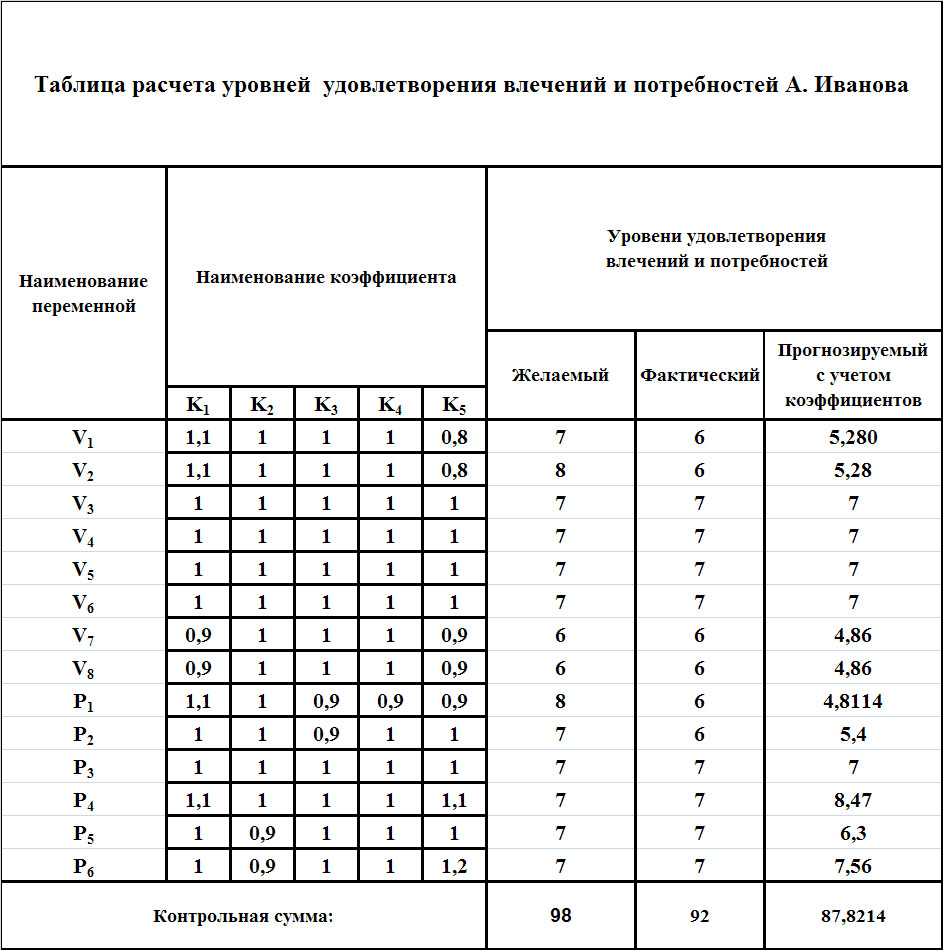 Таблица расчета уровней удовлетворения влечений и потребностей А. Иванова
Наименование
переменной
Наименование коэффициента
Уровени удовлетворения
влечений и потребностей
K1 K2 K3 K4 K5
Желаемый Фактический
Прогнозируемый
с учетом
коэффициентов
V1 1,1 1 1 1 0,8 7 6 5,280
V2 1,1 1 1 1 0,8 8 6 5,28
V3 1 1 1 1 1 7 7 7
V4 1 1 1 1 1 7 7 7
V5 1 1 1 1 1 7 7 7
V6 1 1 1 1 1 7 7 7
V7 0,9 1 1 1 0,9 6 6 4,86
V8 0,9 1 1 1 0,9 6 6 4,86
P1 1,1 1 0,9 0,9 0,9 8 6 4,8114
P2 1 1 0,9 1 1 7 6 5,4
P3 1 1 1 1 1 7 7 7
P4 1,1 1 1 1 1,1 7 7 8,47
P5 1 0,9 1 1 1 7 7 6,3
P6 1 0,9 1 1 1,2 7 7 7,56
Контрольная сумма: 98 92 87,8214